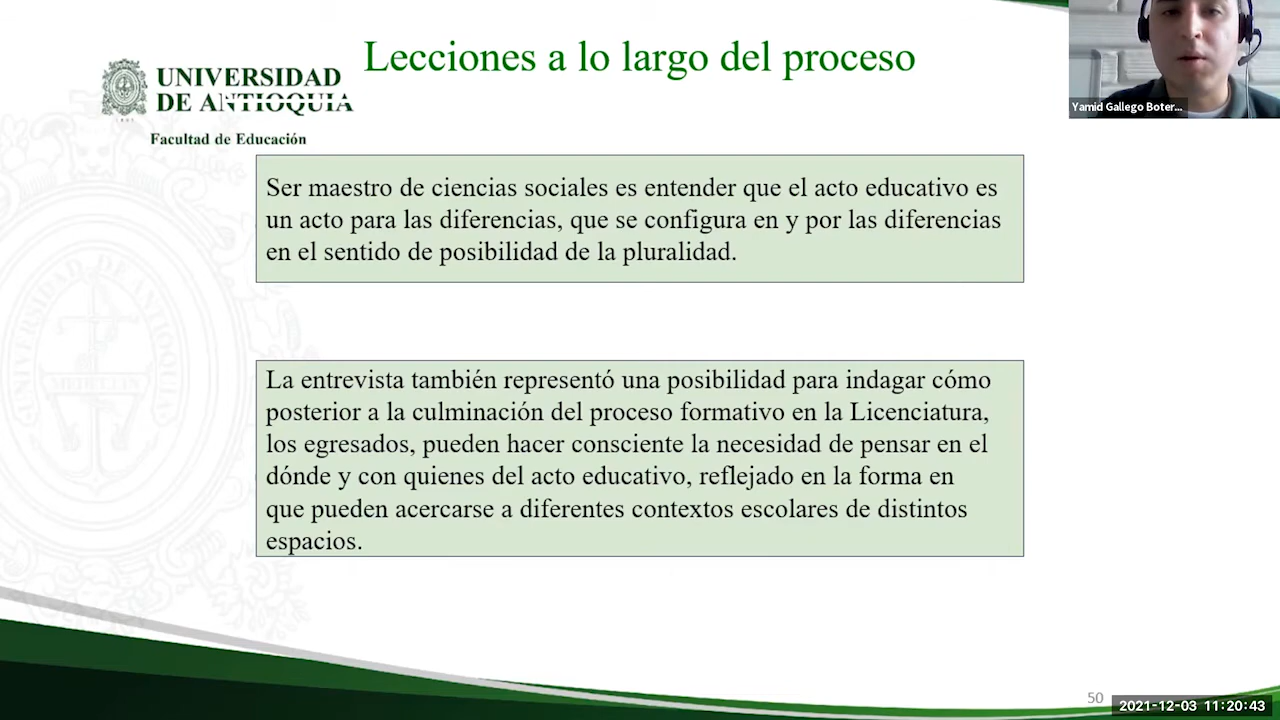 Lecciones a lo largo del proceso
UNIVERSIDAD
DE ANTIOQUIA
Facultad de Educación
Yamid Gallego Boter...
Ser maestro de ciencias sociales es entender que el acto educativo es
un acto para las diferencias, que se configura en y por las diferencias
en el sentido de posibilidad de la pluralidad.
La entrevista también representó una posibilidad para indagar cómo
posterior a la culminación del proceso formativo en la Licenciatura,
los egresados, pueden hacer consciente la necesidad de pensar en el
dónde y con quienes del acto educativo, reflejado en la forma en
que pueden acercarse a diferentes contextos escolares de distintos
espacios.
50
2021-12-03 11:20:43